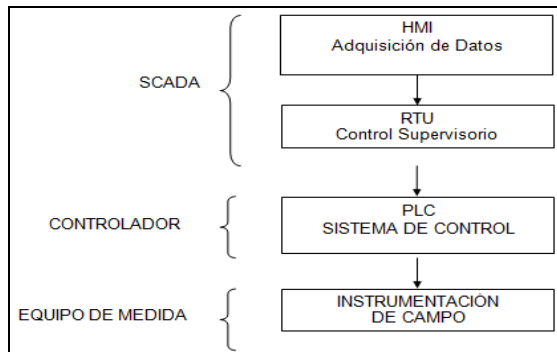 HMI
Adquisición de Datos
SCADA
RTU
Control Supervisorio
CONTROLADOR
PLC
SISTEMA DE CONTROL
EQUIPO DE MEDIDA
INSTRUMENTACIÓN
DE CAMPO